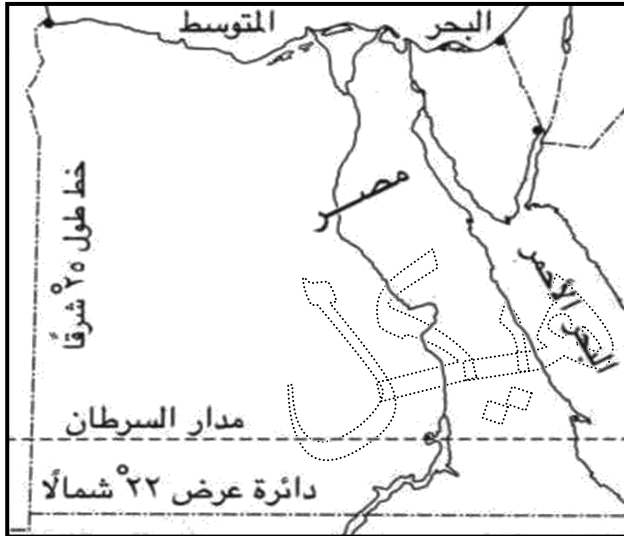 البحر المتوسط
مصر
خط طول ٢٥° شرقًا
البحر الأحمر
مدار السرطان
دائرة عرض ٢٢° شمالًا